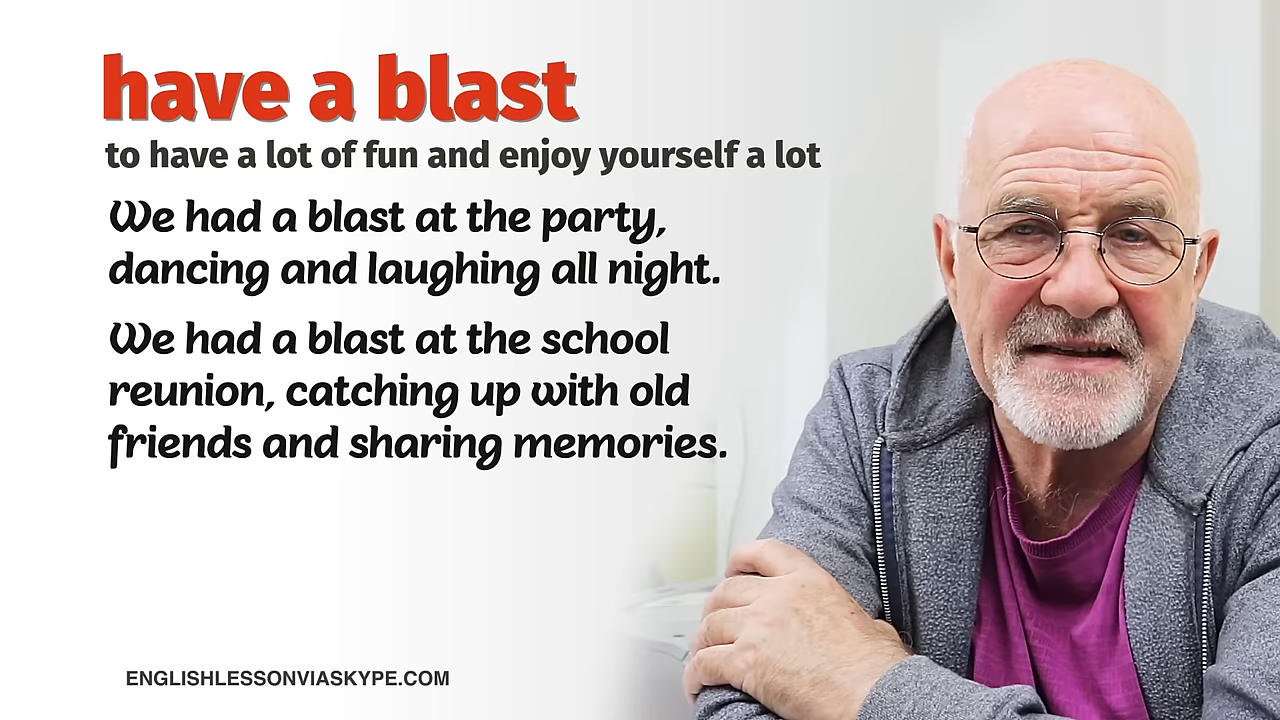 have a blast
to have a lot of fun and enjoy yourself a lot
We had a blast at the party,
dancing and laughing all night.
We had a blast at the school
reunion, catching up with old
friends and sharing memories.
ENGLISHLESSONVIASKYPE.COM